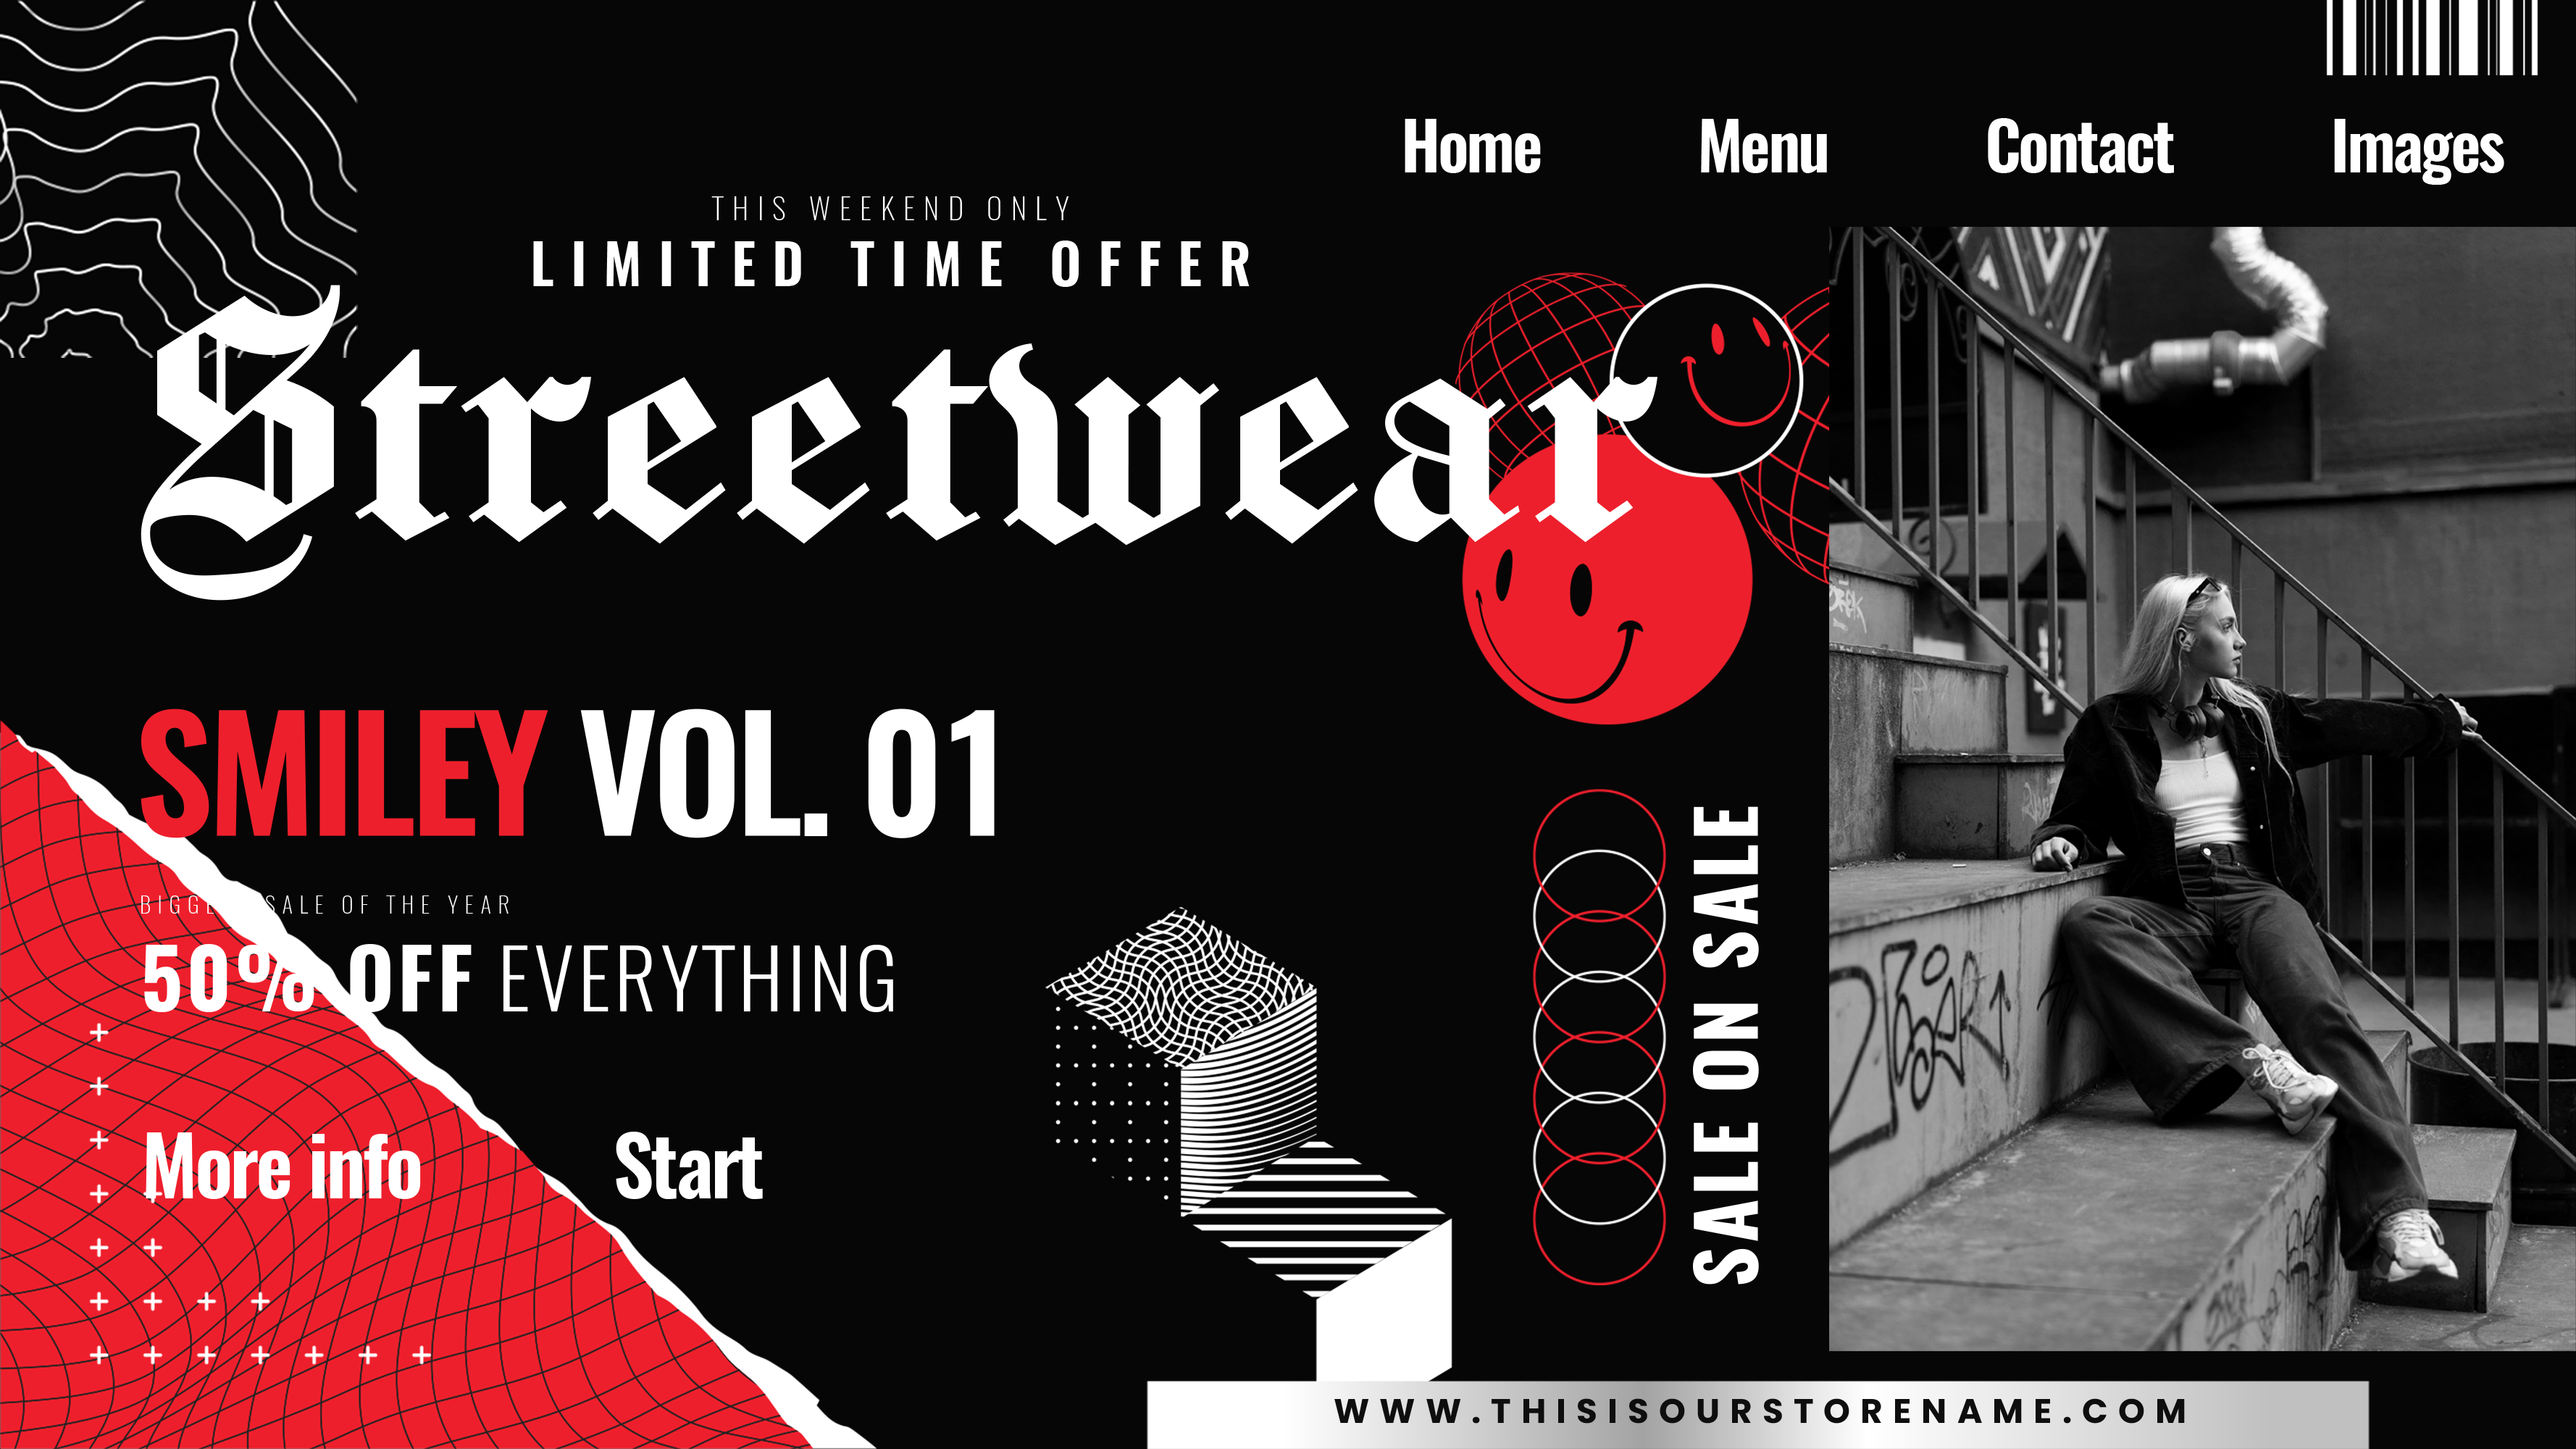 Home Menu Contact Images
THIS WEEKEND ONLY
LIMITED TIME OFFER
Streetwear
SMILEY VOL. 01
SALE OF THE YEAR
50% OFF EVERYTHING
More info Start
SALE ON SALE
WWW.THISISOURSTORENAME.COM